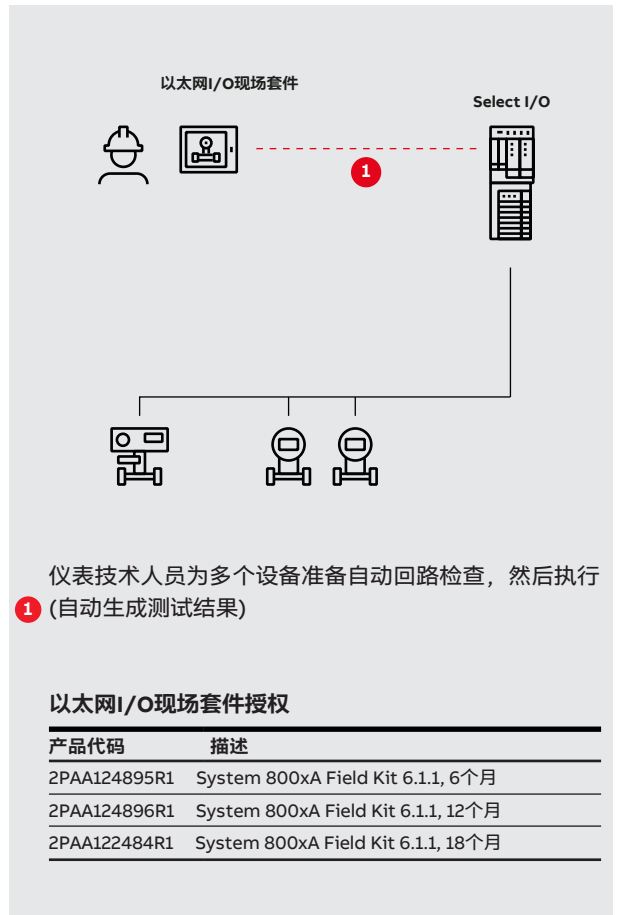 以太网I/O现场套件
Select I/O
1
仪表技术人员为多个设备准备自动回路检查，然后执行
1 (自动生成测试结果)
以太网I/O现场套件授权
产品代码 描述
2PAA124895R1 System 800xA Field Kit 6.1.1, 6个月
2PAA124896R1 System 800xA Field Kit 6.1.1, 12个月
2PAA122484R1 System 800xA Field Kit 6.1.1, 18个月